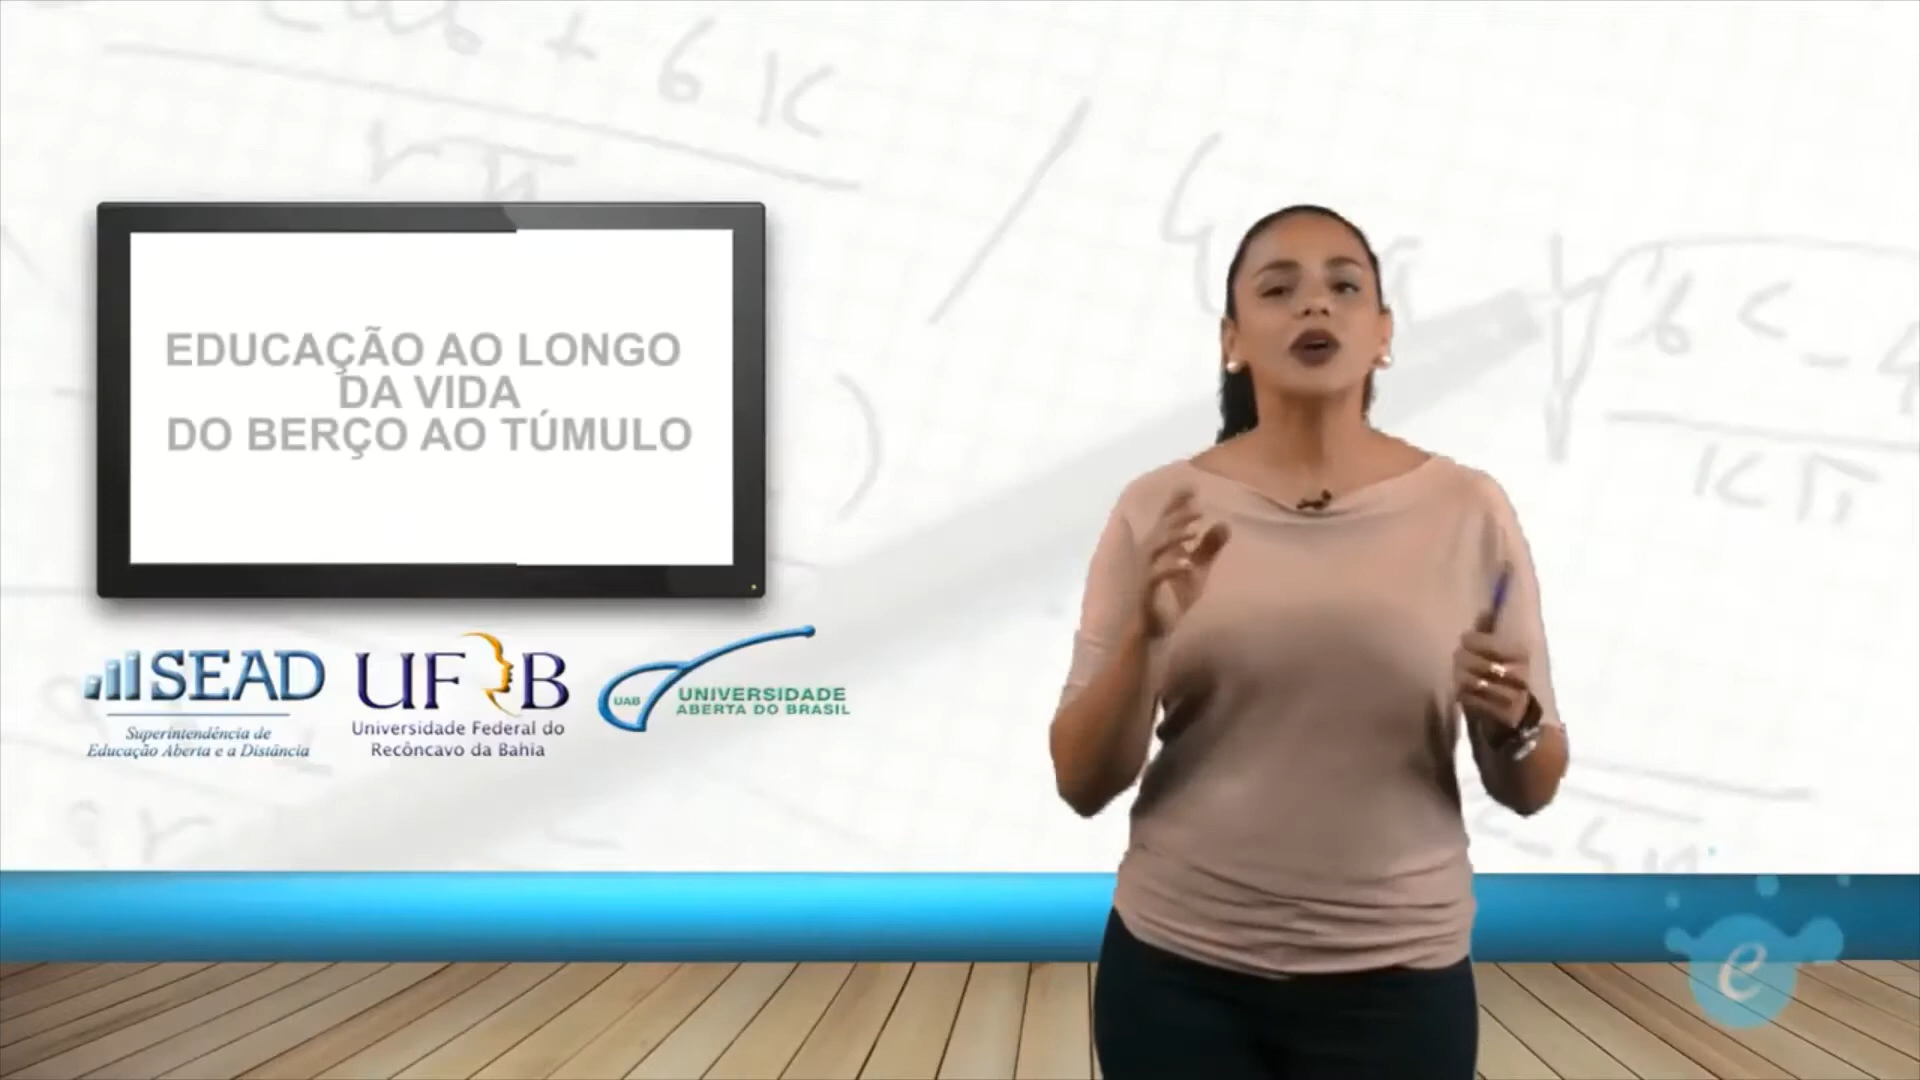 EDUCAÇÃO AO LONGO
DA VIDA
DO BERÇO AO TÚMULO
SEAD
Superintendência de
Educação Aberta e a Distância
UFRB
Universidade Federal do
Recôncavo da Bahia
UAB
UNIVERSIDADE
ABERTA DO BRASIL
e